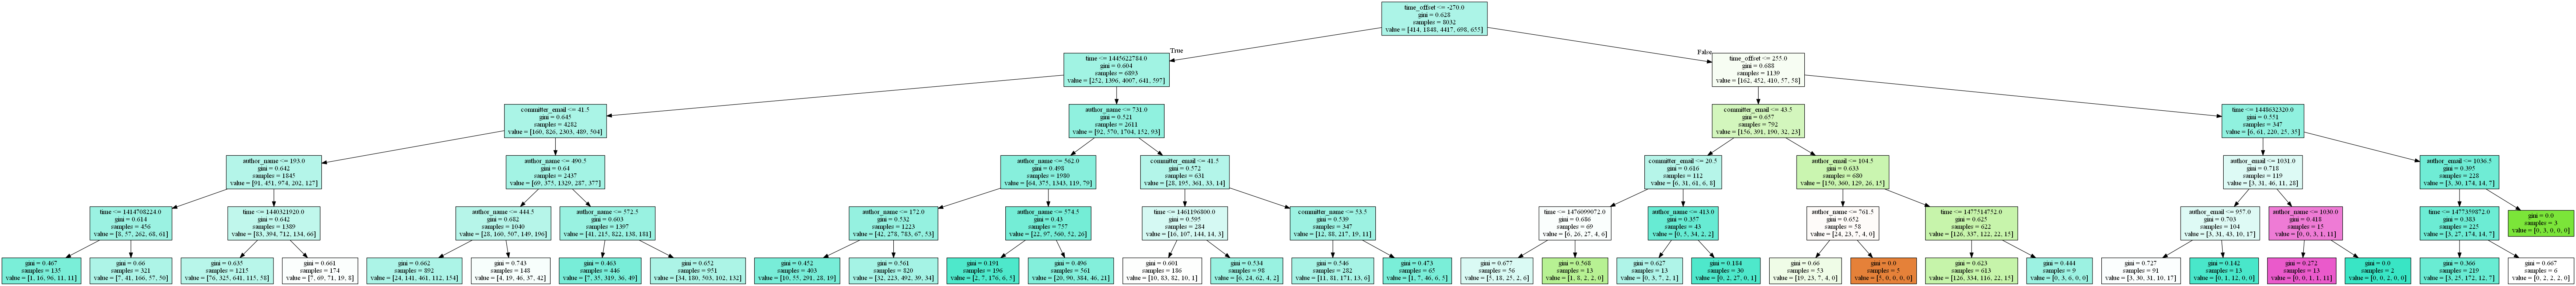 time_offset <= -270.0
gini = 0.628
samples = 8032
value = [414, 1848, 4417, 698, 655]
True
False
time <= 1445622784.0
gini = 0.604
samples = 6893
value = [252, 1396, 4007, 641, 597]
time_offset <= 255.0
gini = 0.688
samples = 1139
value = [162, 452, 410, 57, 58]
committer_email <= 41.5
gini = 0.645
samples = 4282
value = [160, 826, 2303, 489, 504]
author_name <= 731.0
gini = 0.521
samples = 2611
value = [92, 570, 1704, 152, 93]
committer_email <= 43.5
gini = 0.657
samples = 792
value = [156, 391, 190, 32, 23]
time <= 1448632320.0
gini = 0.551
samples = 347
value = [6, 61, 220, 25, 35]
author_name <= 193.0
gini = 0.642
samples = 1845
value = [91, 451, 974, 202, 127]
author_name <= 490.5
gini = 0.64
samples = 2437
value = [69, 375, 1329, 287, 377]
author_name <= 562.0
gini = 0.498
samples = 1980
value = [64, 375, 1343, 119, 79]
committer_email <= 41.5
gini = 0.572
samples = 631
value = [28, 195, 361, 33, 14]
committer_email <= 20.5
gini = 0.616
samples = 112
value = [6, 31, 61, 6, 8]
author_name <= 104.5
gini = 0.633
samples = 680
value = [150, 360, 129, 26, 15]
author_email <= 1031.0
gini = 0.718
samples = 119
value = [3, 31, 46, 11, 28]
author_email <= 1036.5
gini = 0.395
samples = 228
value = [3, 30, 174, 14, 7]
time <= 1414708224.0
gini = 0.614
samples = 456
value = [8, 57, 262, 68, 61]
time <= 1440321920.0
gini = 0.642
samples = 1389
value = [83, 394, 712, 134, 66]
author_name <= 444.5
gini = 0.682
samples = 1040
value = [28, 160, 507, 149, 196]
author_name <= 572.5
gini = 0.603
samples = 1397
value = [41, 215, 822, 138, 181]
author_name <= 172.0
gini = 0.532
samples = 1223
value = [42, 278, 783, 67, 53]
author_name <= 574.5
gini = 0.43
samples = 757
value = [22, 97, 560, 52, 26]
time <= 1461196800.0
gini = 0.595
samples = 284
value = [16, 107, 144, 14, 3]
committer_name <= 53.5
gini = 0.539
samples = 347
value = [12, 88, 217, 19, 11]
time <= 1476099072.0
gini = 0.686
samples = 69
value = [6, 26, 27, 4, 6]
author_name <= 413.0
gini = 0.357
samples = 43
value = [0, 5, 34, 2, 2]
author_name <= 761.5
gini = 0.652
samples = 58
value = [24, 23, 7, 4, 0]
time <= 1477514752.0
gini = 0.625
samples = 622
value = [126, 337, 122, 22, 15]
author_email <= 957.0
gini = 0.703
samples = 104
value = [3, 31, 43, 10, 17]
author_name <= 1030.0
gini = 0.418
samples = 15
value = [0, 0, 3, 1, 11]
time <= 1477359872.0
gini = 0.383
samples = 225
value = [3, 27, 174, 14, 7]
gini = 0.0
samples = 3
value = [0, 3, 0, 0, 0]
gini = 0.467
samples = 135
value = [1, 16, 96, 11, 11]
gini = 0.66
samples = 321
value = [7, 41, 166, 57, 50]
gini = 0.635
samples = 1215
value = [76, 325, 641, 115, 58]
gini = 0.661
samples = 174
value = [7, 69, 71, 19, 8]
gini = 0.662
samples = 892
value = [24, 141, 461, 112, 154]
gini = 0.743
samples = 148
value = [4, 19, 46, 37, 42]
gini = 0.463
samples = 446
value = [7, 35, 319, 36, 49]
gini = 0.652
samples = 951
value = [34, 180, 503, 102, 132]
gini = 0.452
samples = 403
value = [10, 55, 291, 28, 19]
gini = 0.561
samples = 820
value = [32, 223, 492, 39, 34]
gini = 0.191
samples = 196
value = [2, 7, 176, 6, 5]
gini = 0.496
samples = 561
value = [20, 90, 384, 46, 21]
gini = 0.601
samples = 186
value = [10, 83, 82, 10, 1]
gini = 0.534
samples = 98
value = [6, 24, 62, 4, 2]
gini = 0.546
samples = 282
value = [11, 81, 171, 13, 6]
gini = 0.473
samples = 65
value = [1, 7, 46, 6, 5]
gini = 0.677
samples = 56
value = [5, 18, 25, 2, 6]
gini = 0.568
samples = 13
value = [1, 8, 2, 2, 0]
gini = 0.627
samples = 13
value = [0, 3, 7, 2, 1]
gini = 0.184
samples = 30
value = [0, 2, 27, 0, 1]
gini = 0.66
samples = 53
value = [19, 23, 7, 4, 0]
gini = 0.0
samples = 5
value = [5, 0, 0, 0, 0]
gini = 0.623
samples = 613
value = [126, 334, 116, 22, 15]
gini = 0.444
samples = 9
value = [0, 3, 6, 0, 0]
gini = 0.727
samples = 91
value = [3, 30, 31, 10, 17]
gini = 0.142
samples = 13
value = [0, 1, 12, 0, 0]
gini = 0.272
samples = 13
value = [0, 0, 1, 1, 11]
gini = 0.0
samples = 2
value = [0, 0, 2, 0, 0]
gini = 0.366
samples = 219
value = [3, 25, 172, 12, 7]
gini = 0.667
samples = 6
value = [0, 2, 2, 2, 0]